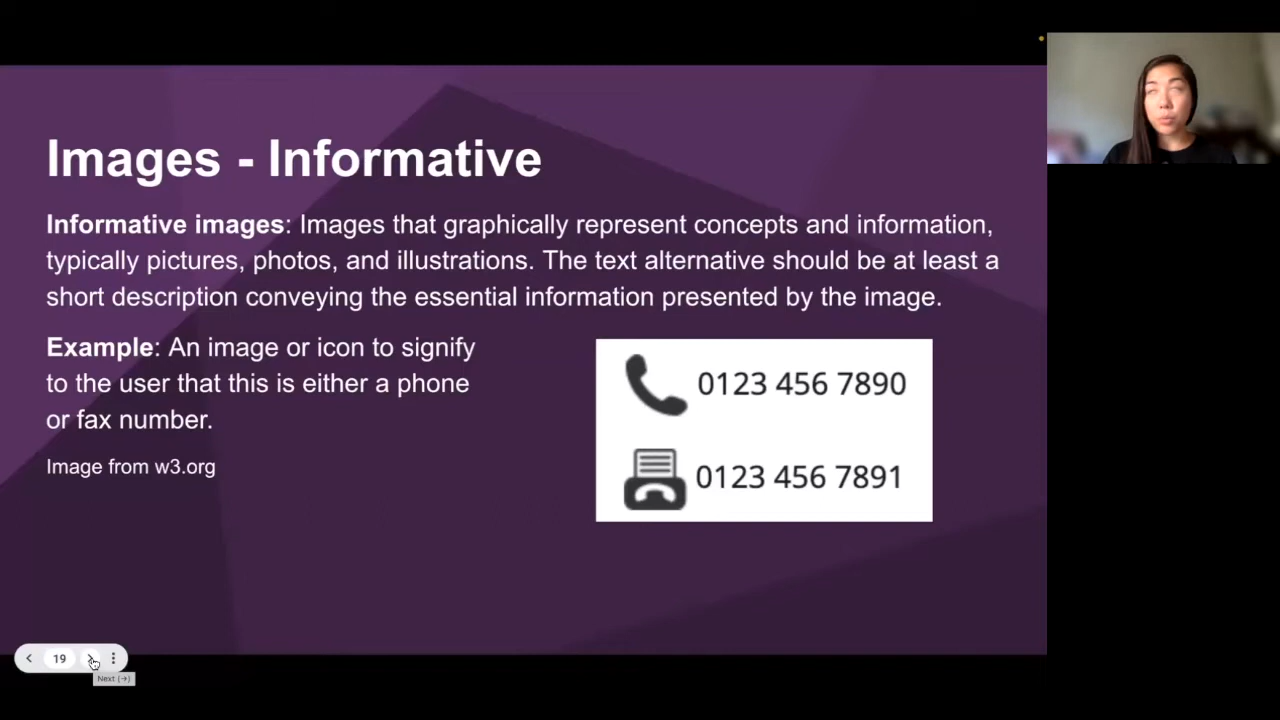 Images - Informative
Informative images: Images that graphically represent concepts and information,
typically pictures, photos, and illustrations. The text alternative should be at least a
short description conveying the essential information presented by the image.
Example: An image or icon to signify
to the user that this is either a phone
or fax number.
Image from w3.org
0123 456 7890
0123 456 7891
19
Next (→)